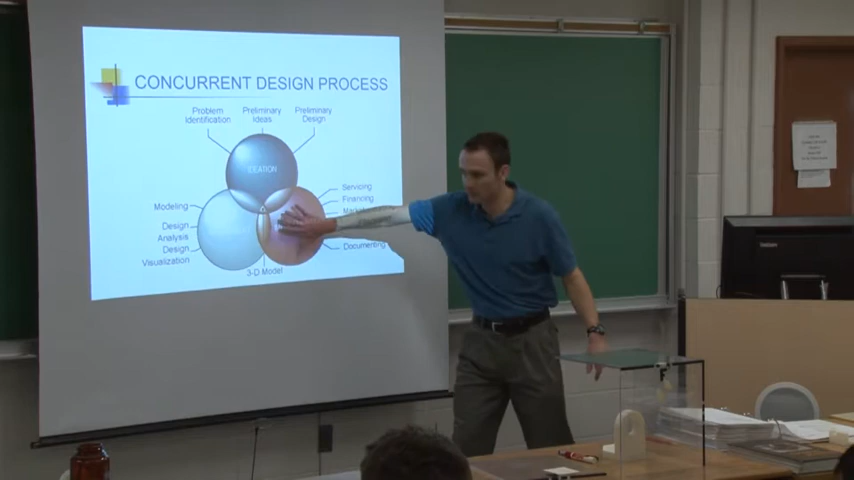 CONCURRENT DESIGN PROCESS
Problem
Identification
Preliminary
Ideas
Preliminary
Design
IDEATION
Modeling
Design
Analysis
Design
Visualization
3-D Model
Servicing
Financing
Documenting